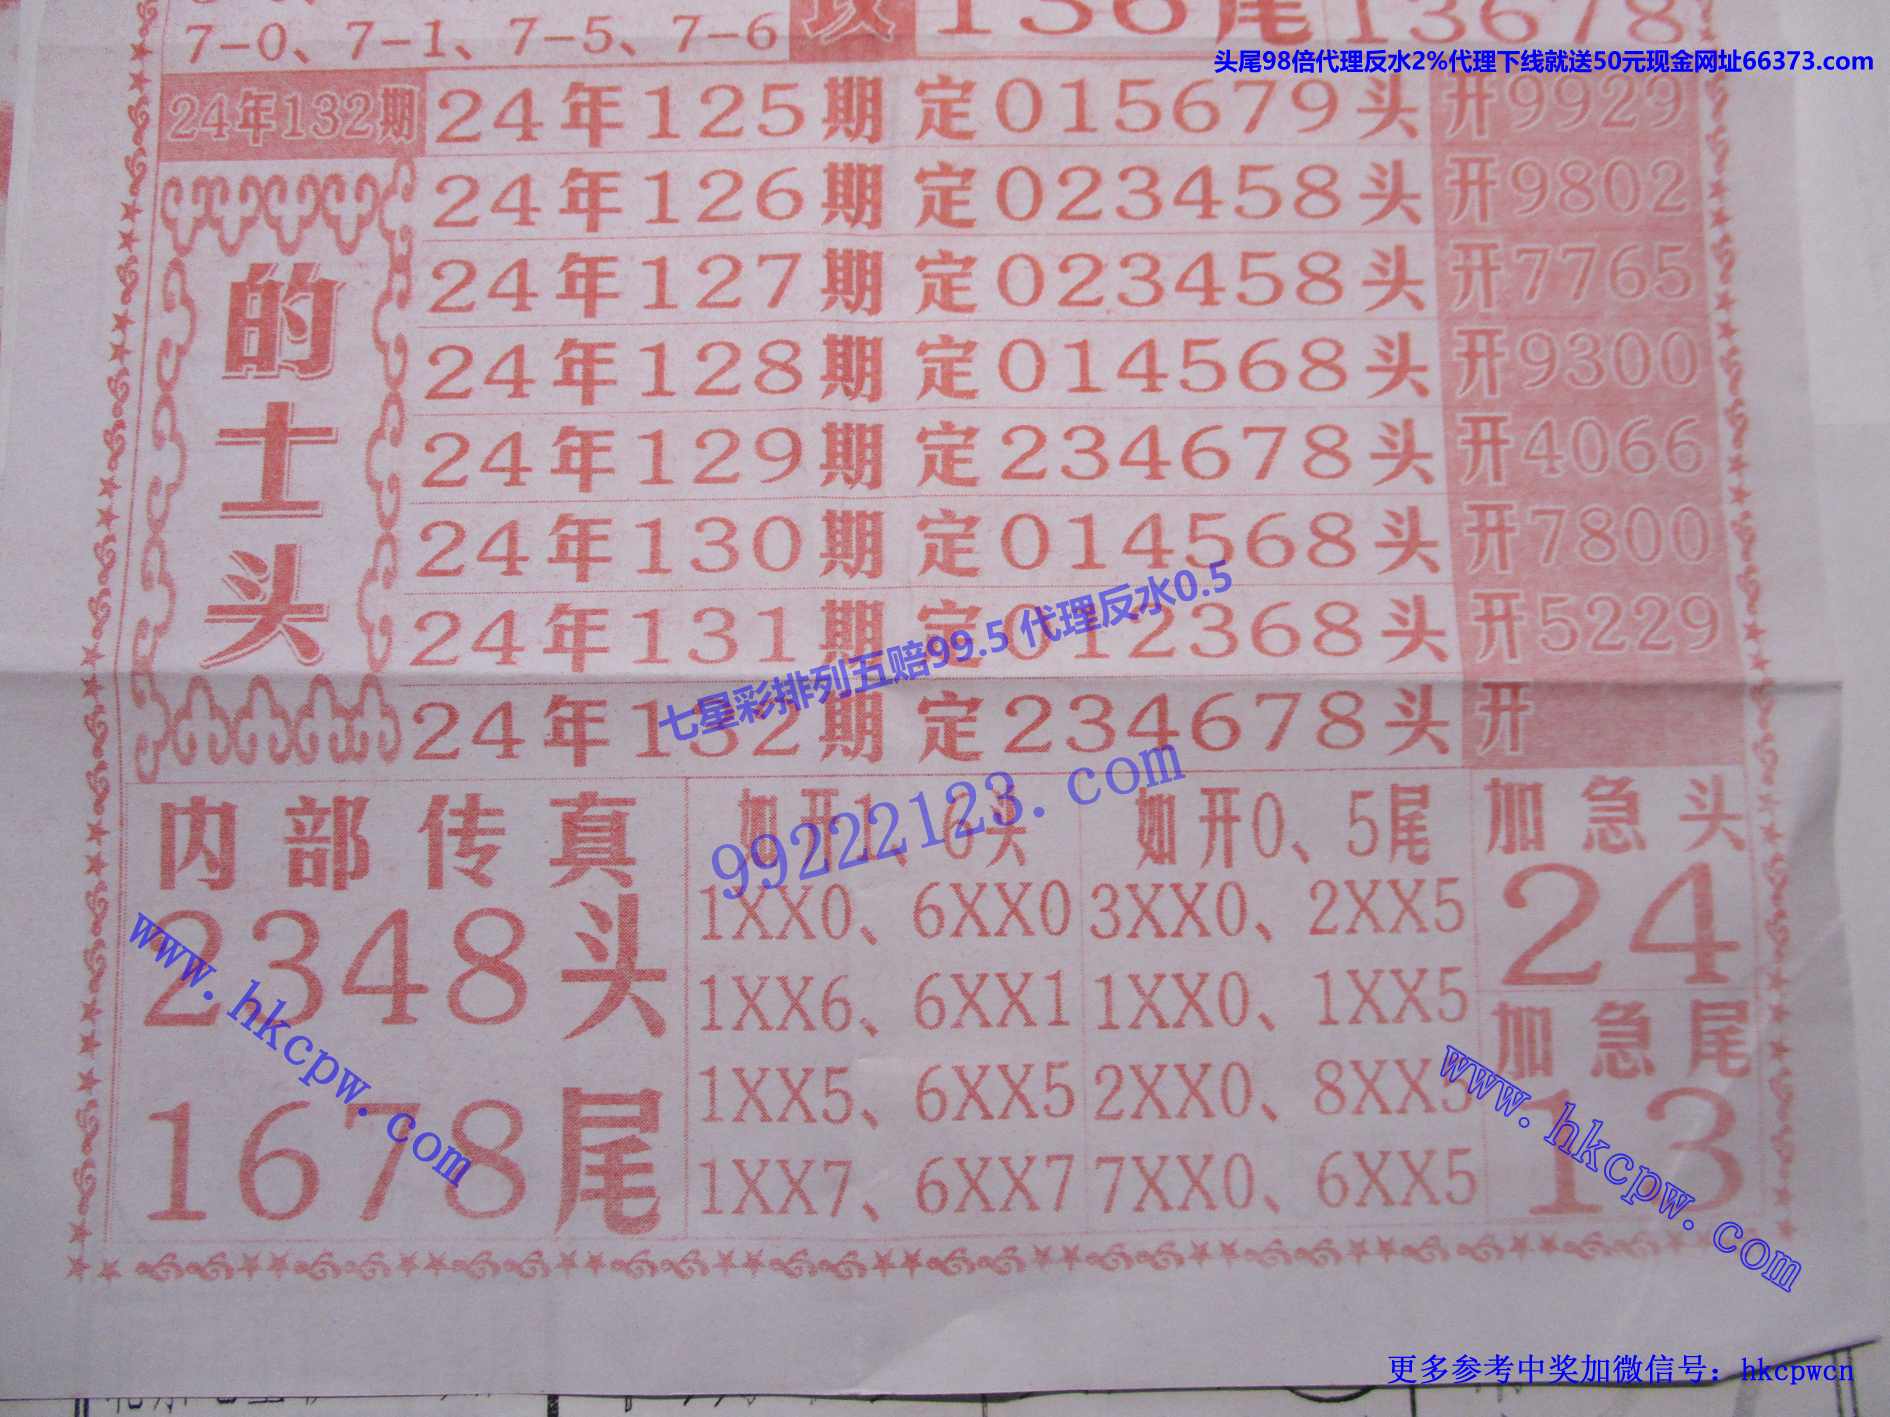 7-0、7-1、7-5、7-6
136尾
13678
头尾98倍代理反水2%代理下线就送50元现金网址66373.com
24年132期
的士头
24年125期 定015679头 开9929
24年126期 定023458头 开9802
24年127期 定023458头 开7765
24年128期 定014568头 开9300
24年129期 定234678头 开4066
24年130期 定014568头 开7800
24年131期 定012368头 开5229
24年132期 定234678头 开
七星彩排列五赔99.5 代理反水0.5
99222123.com
内部传真
2348头
1678尾
如开1、6头
1XX0、6XX0
1XX6、6XX1
1XX5、6XX5
1XX7、6XX7
如开0、5尾
3XX0、2XX5
1XX0、1XX5
2XX0、8XX5
7XX0、6XX5
加急头
24
加急尾
13
www.hkcpw.com
www.hkcpw.com
更多参考中奖加微信号：hkcpwcn